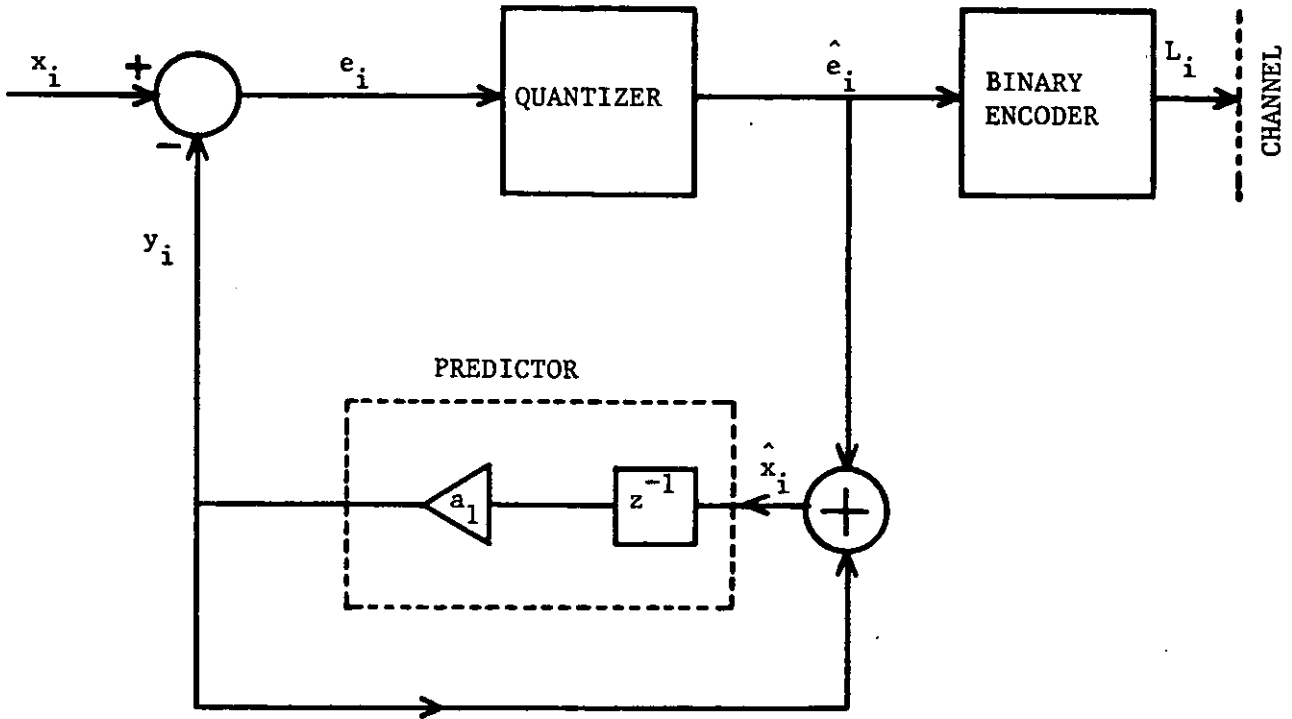 x_i
+
e_i
QUANTIZER
ê_i
BINARY
ENCODER
L_i
CHANNEL
−
y_i
PREDICTOR
a_1
z^{-1}
x̂_i
+